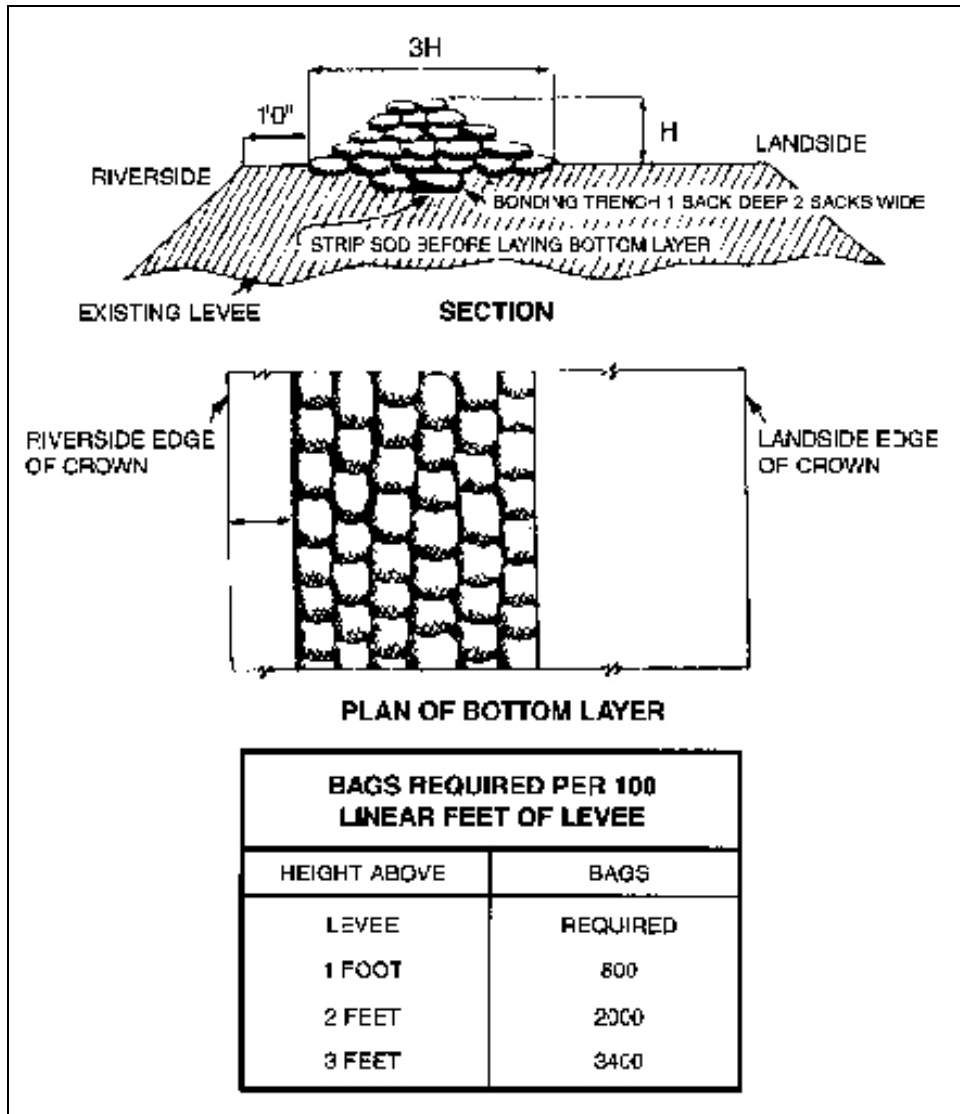 3H
1'0"
H
LANDSIDE
RIVERSIDE
BONDING TRENCH 1 SACK DEEP 2 SACKS WIDE
STRIP SOD BEFORE LAYING BOTTOM LAYER
EXISTING LEVEE
SECTION
RIVERSIDE EDGE
OF CROWN
LANDSIDE EDGE
OF CROWN
PLAN OF BOTTOM LAYER
BAGS REQUIRED PER 100
LINEAR FEET OF LEVEE
HEIGHT ABOVE BAGS
LEVEE REQUIRED
1 FOOT 800
2 FEET 2000
3 FEET 3400